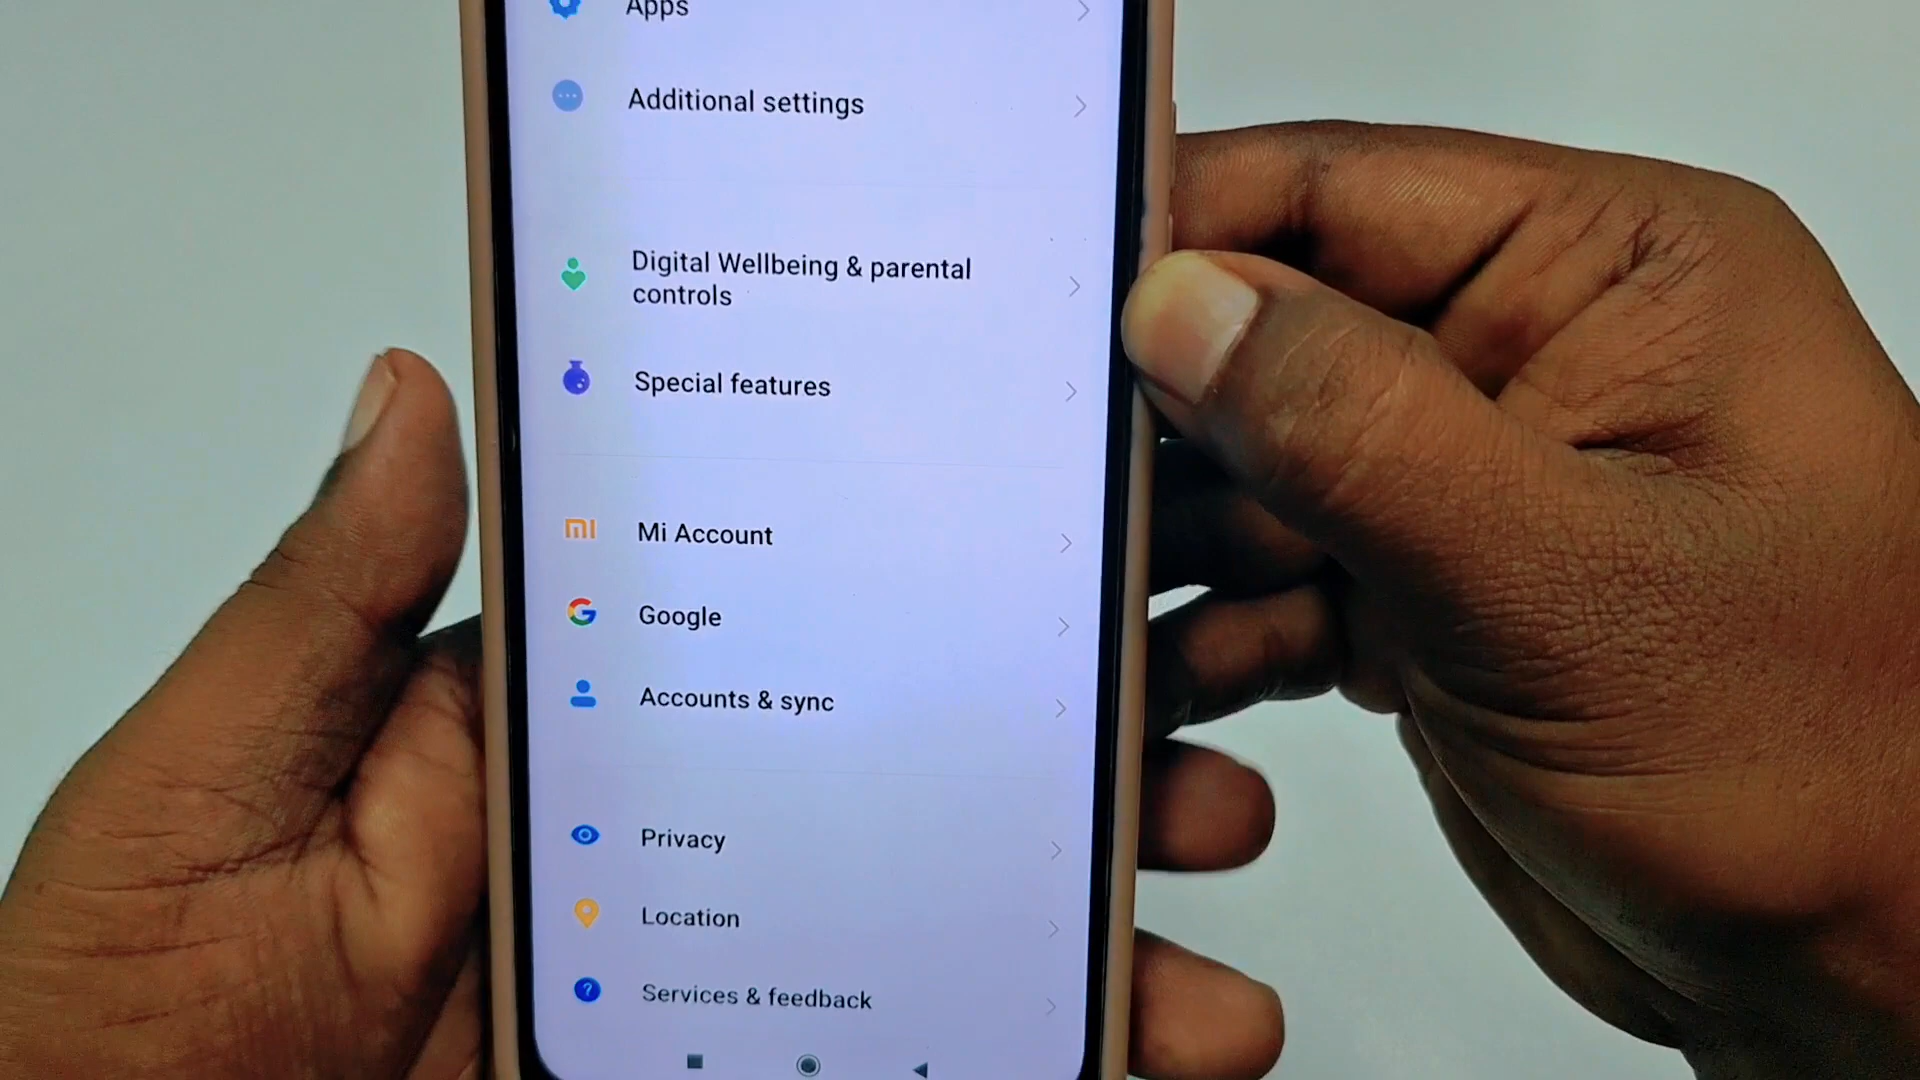 Apps
Additional settings
Digital Wellbeing & parental
controls
Special features
Mi Account
Google
Accounts & sync
Privacy
Location
Services & feedback